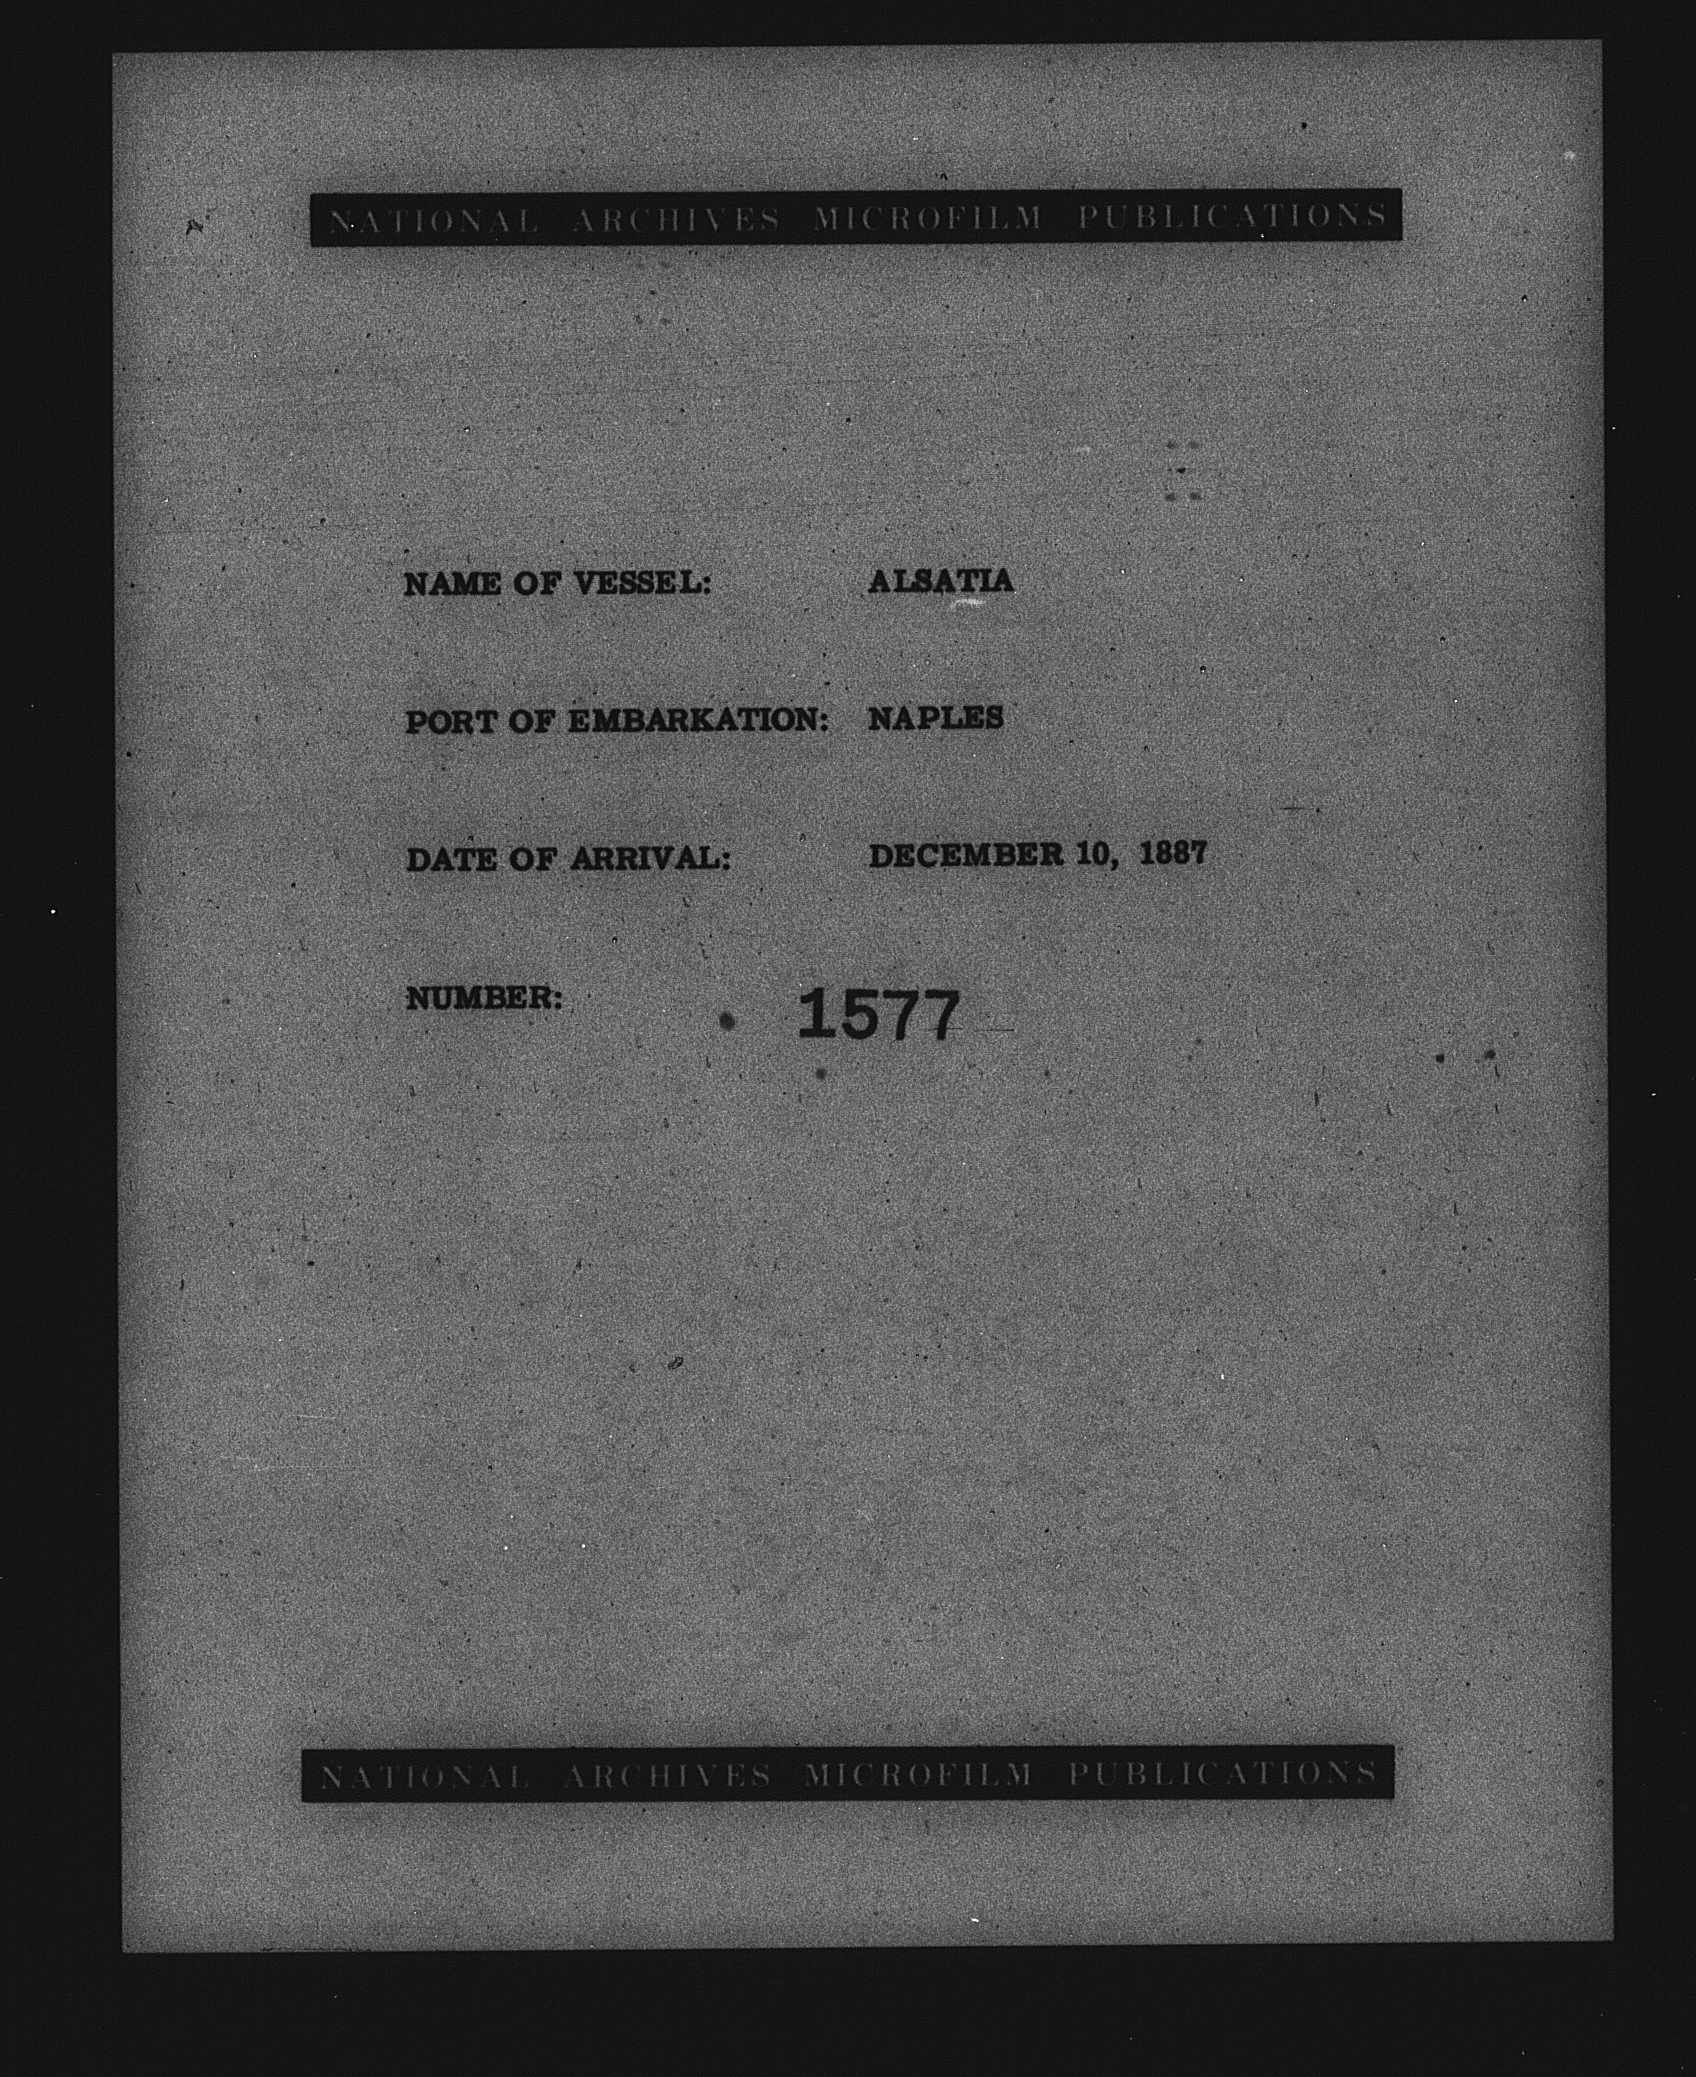 NATIONAL ARCHIVES MICROFILM PUBLICATIONS
NAME OF VESSEL: ALSATIA
PORT OF EMBARKATION: NAPLES
DATE OF ARRIVAL: DECEMBER 10, 1887
NUMBER: 1577
NATIONAL ARCHIVES MICROFILM PUBLICATIONS